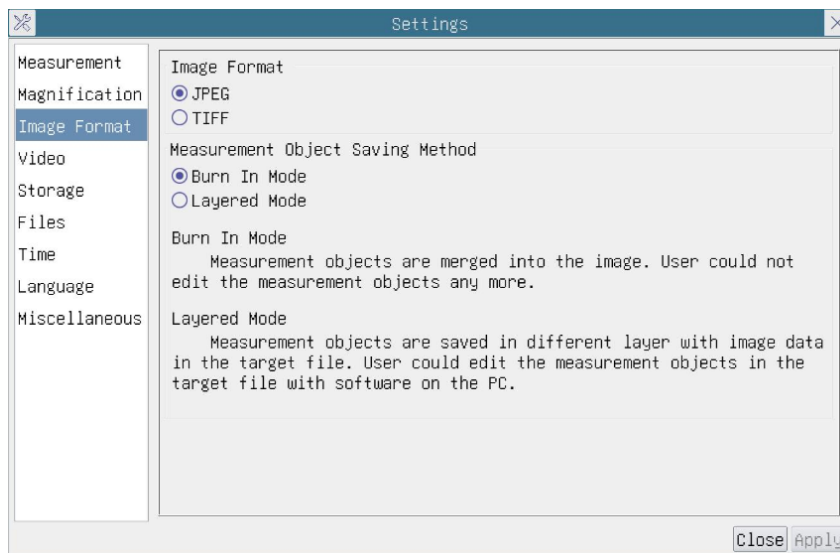 Settings
Measurement
Magnification
Image Format
Video
Storage
Files
Time
Language
Miscellaneous
Image Format
JPEG
TIFF
Measurement Object Saving Method
Burn In Mode
Layered Mode
Burn In Mode
Measurement objects are merged into the image. User could not
edit the measurement objects any more.
Layered Mode
Measurement objects are saved in different layer with image data
in the target file. User could edit the measurement objects in the
target file with software on the PC.
Close Apply